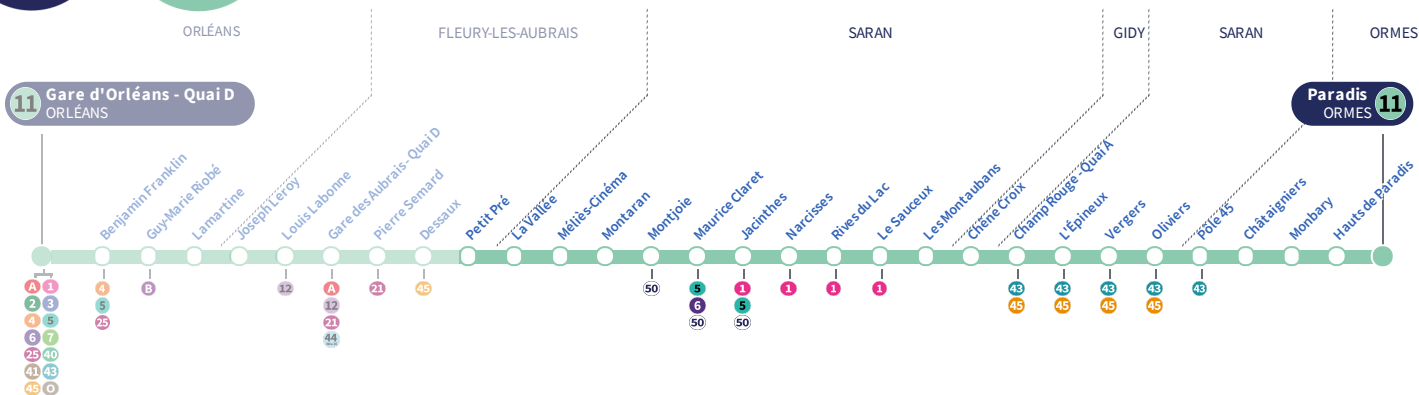 ORLÉANS
FLEURY-LES-AUBRAIS
SARAN
GIDY
SARAN
ORMES
11 Gare d'Orléans - Quai D
ORLÉANS
Paradis 11
ORMES
Benjamin Franklin
Guy-Marie Riobé
Lamartine
Joseph Leroy
Louis Labonne
Gare des Aubrais - Quai D
Pierre Semard
Dessaux
Petit Pré
La Vallée
Méliès-Cinéma
Montaran
Montjoie
Maurice Claret
Jacinthes
Narcisses
Rives du Lac
Le Sauceux
Les Montaubans
Chêne Croix
Champ Rouge - Quai A
L'Épineux
Vergers
Oliviers
Pôle 45
Châtaigniers
Monbary
Hauts de Paradis
A 1
2 3
4 5
6 7
25 40
41 43
45 O
4
5
25
B
12
A
12
21
44
21
45
50
5
6
50
1
5
50
1
1
1
43
45
43
45
43
45
43
45
43